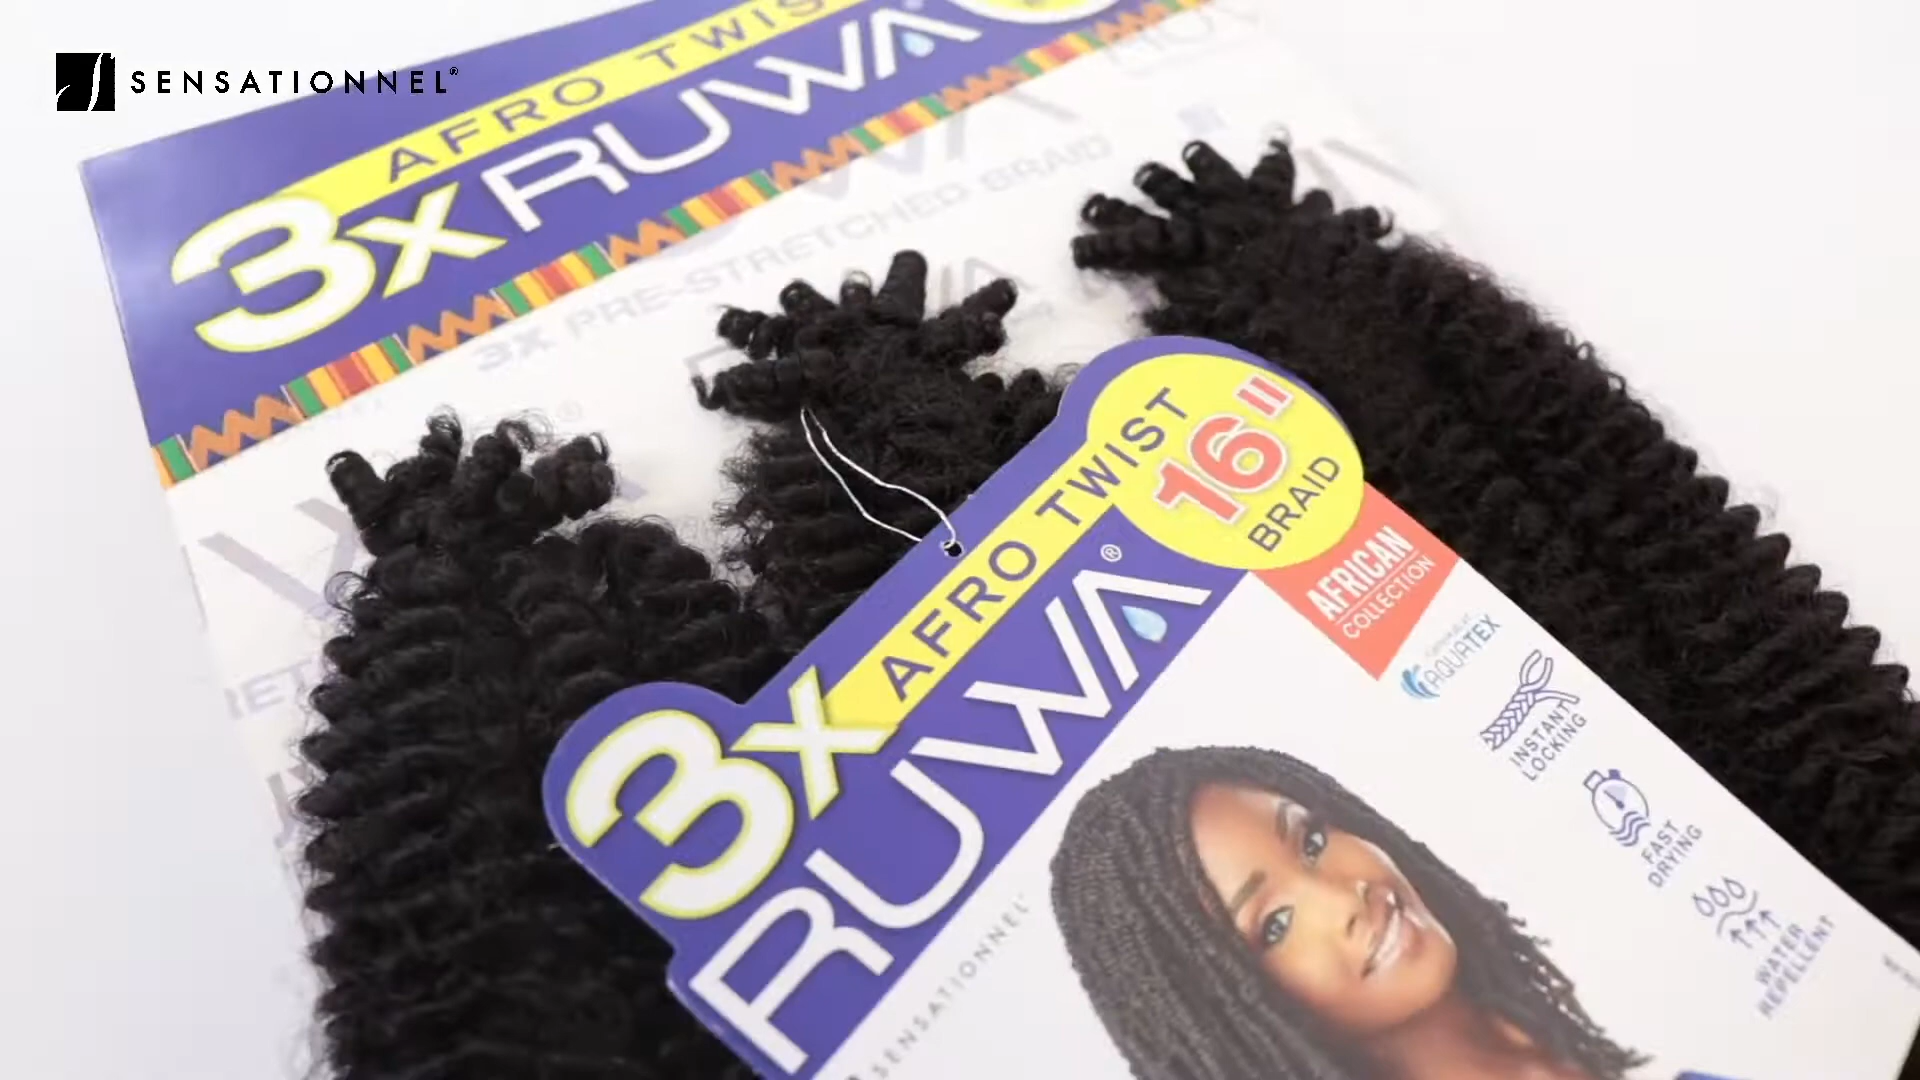 SENSATIONNEL®
AFRO TWIS
3X RUWA
3X PRE-STRETCHED BRAID
3X AFRO TWIST
RUWA®
16"
BRAID
AFRICAN
COLLECTION
AQUATEX
INSTANT
LOCKING
FAST
DRYING
WATER
REPELLENT
SENSATIONNEL®